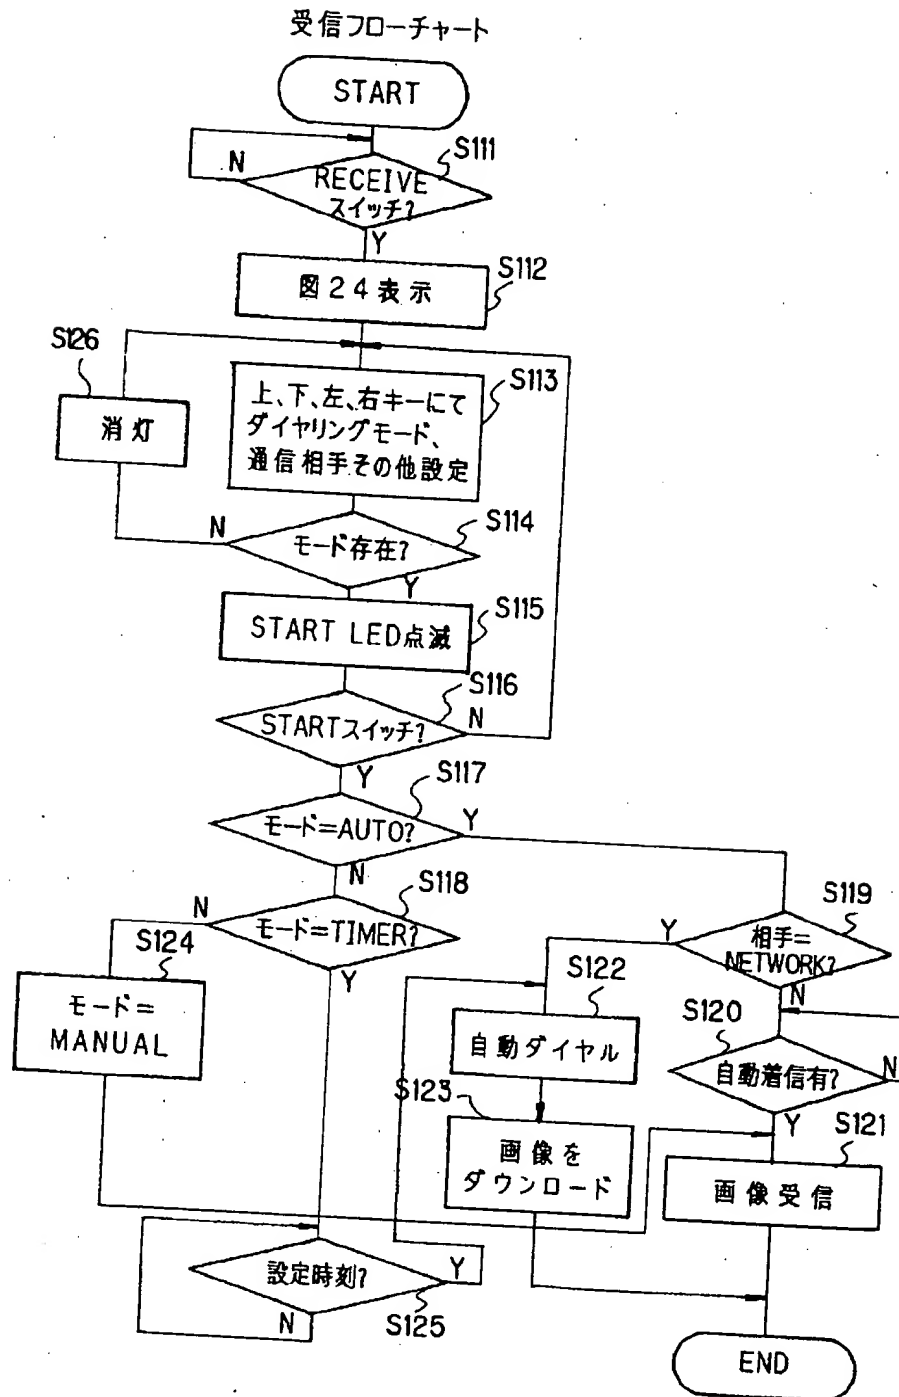 受信フローチャート
START
S111
N
RECEIVE
スイッチ?
Y
S112
図24表示
S126
消灯
S113
上、下、左、右キーにて
ダイヤリングモード、
通信相手その他設定
S114
N
モード存在?
Y
S115
START LED点滅
S116
STARTスイッチ?
N
Y
S117
モード=AUTO?
Y
N
S118
N
モード=TIMER?
Y
S124
モード=
MANUAL
S119
Y
相手=
NETWORK?
N
S122
自動ダイヤル
S120
自動着信有?
N
Y
S123
画像を
ダウンロード
S121
画像受信
設定時刻?
Y
N
S125
END